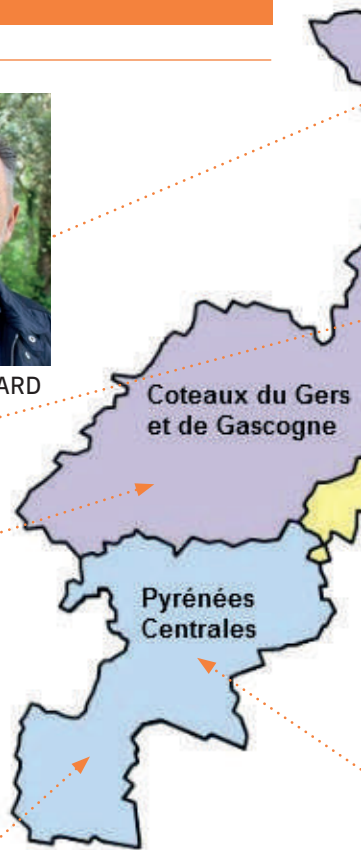 ARD
Coteaux du Gers
et de Gascogne
Pyrénées
Centrales